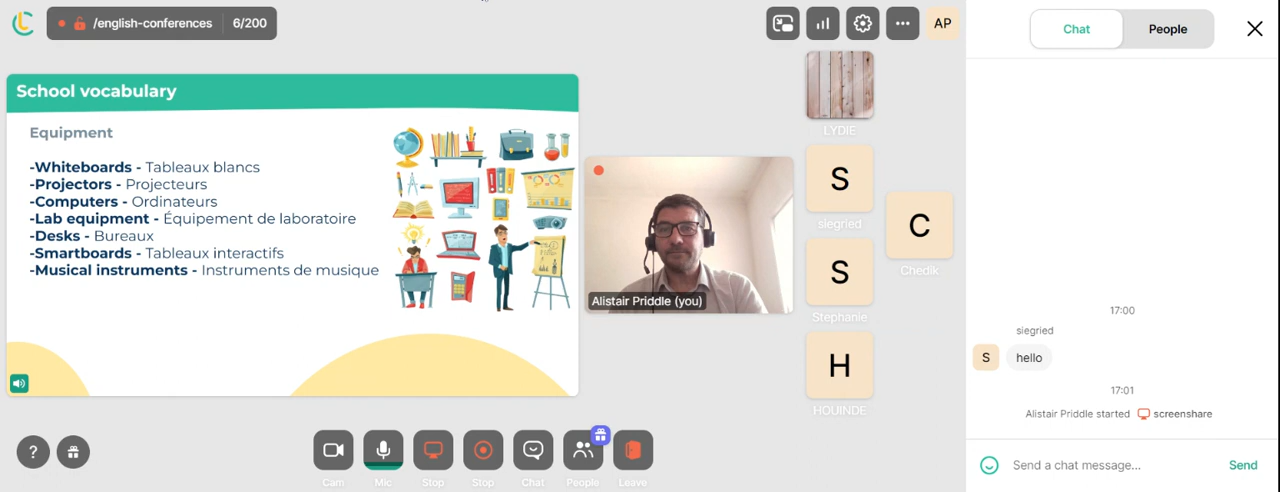 /english-conferences 6/200
AP
School vocabulary
Equipment
-Whiteboards - Tableaux blancs
-Projectors - Projecteurs
-Computers - Ordinateurs
-Lab equipment - Équipement de laboratoire
-Desks - Bureaux
-Smartboards - Tableaux interactifs
-Musical instruments - Instruments de musique
Alistair Priddle (you)
LYDIE
S
siegried
S
Stephanie
H
HOUINDE
C
Chedik
?
Cam Mic Stop Stop Chat People Leave
Chat People
17:00
siegried
S hello
17:01
Alistair Priddle started screenshare
Send a chat message... Send